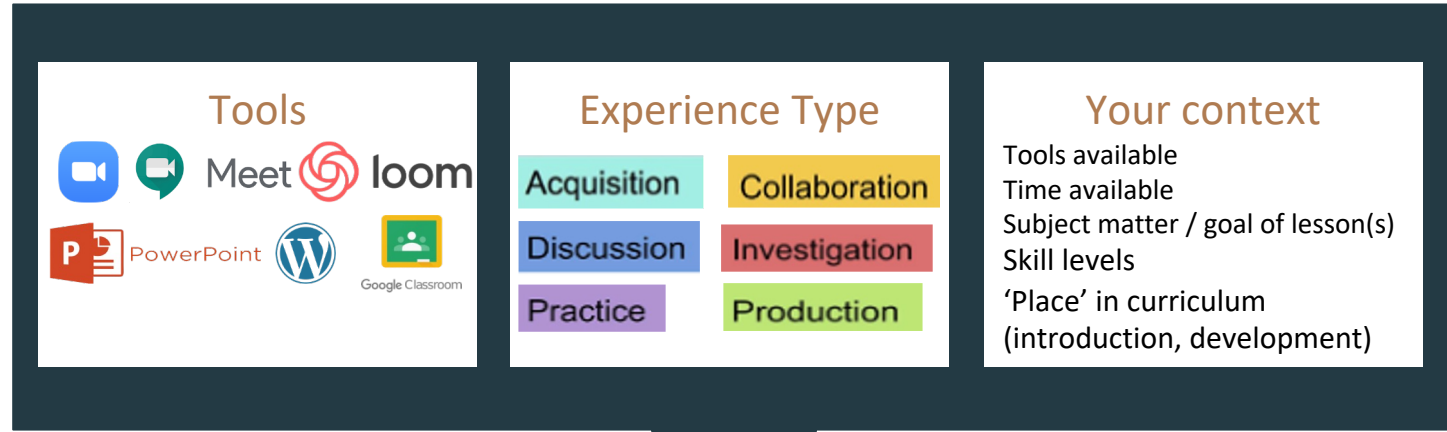 Tools
Meet loom
P PowerPoint W Google Classroom
Experience Type
Acquisition Collaboration
Discussion Investigation
Practice Production
Your context
Tools available
Time available
Subject matter / goal of lesson(s)
Skill levels
‘Place’ in curriculum
(introduction, development)